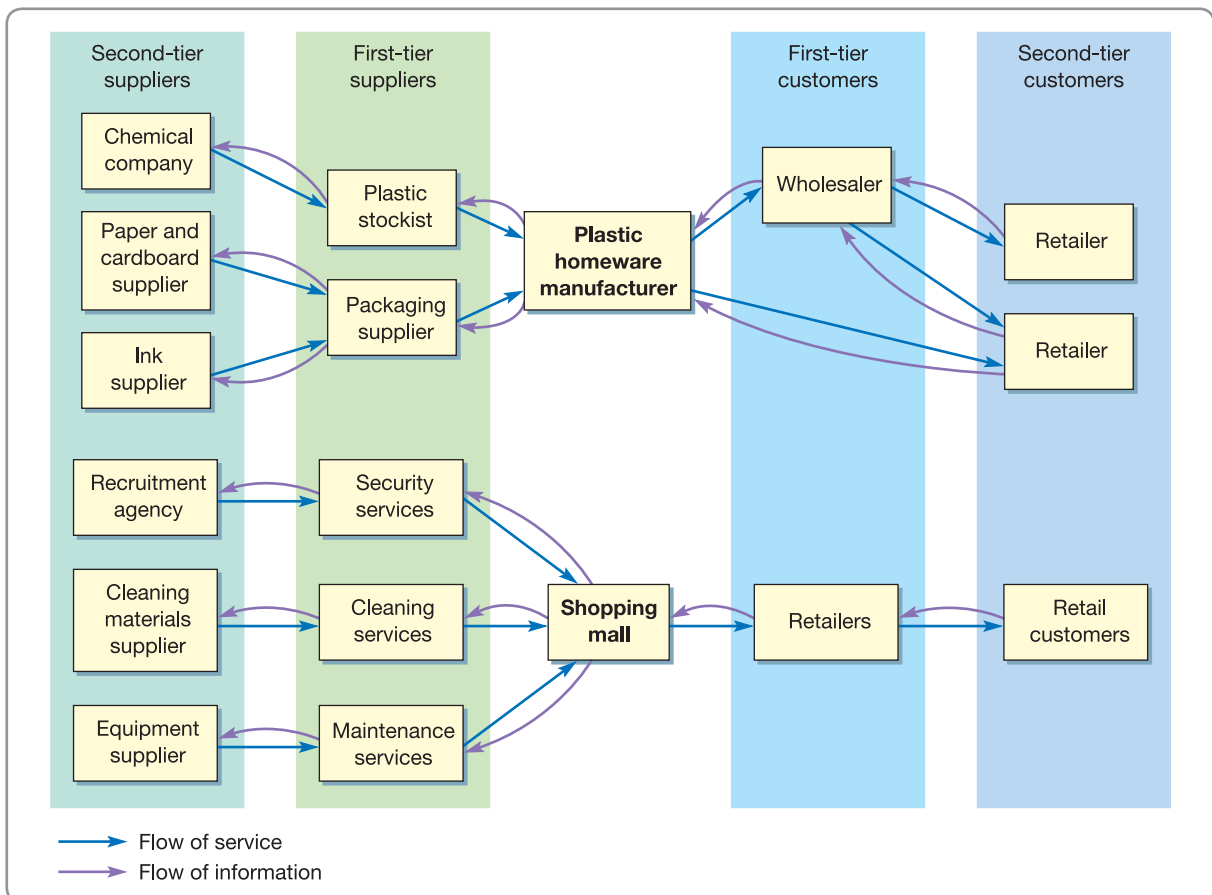 Second-tier
suppliers
First-tier
suppliers
First-tier
customers
Second-tier
customers
Chemical
company
Paper and
cardboard
supplier
Ink
supplier
Plastic
stockist
Packaging
supplier
Plastic
homeware
manufacturer
Wholesaler
Retailer
Retailer
Recruitment
agency
Security
services
Cleaning
materials
supplier
Cleaning
services
Shopping
mall
Retailers
Retail
customers
Equipment
supplier
Maintenance
services
Flow of service
Flow of information